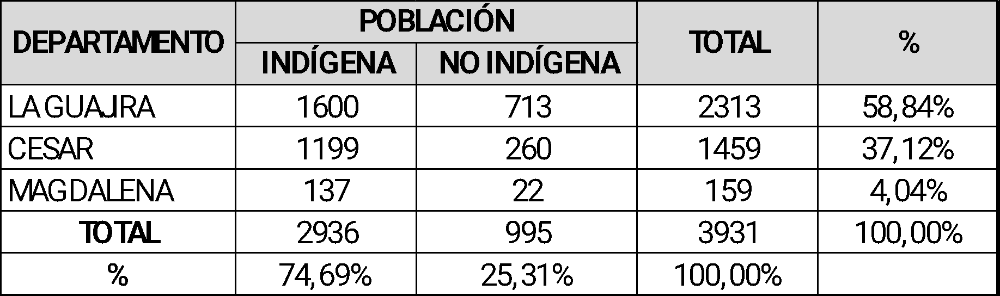 DEPARTAMENTO POBLACIÓN TOTAL %
INDÍGENA NO INDÍGENA
LA GUAJIRA 1600 713 2313 58,84%
CESAR 1199 260 1459 37,12%
MAGDALENA 137 22 159 4,04%
TOTAL 2936 995 3931 100,00%
% 74,69% 25,31% 100,00%